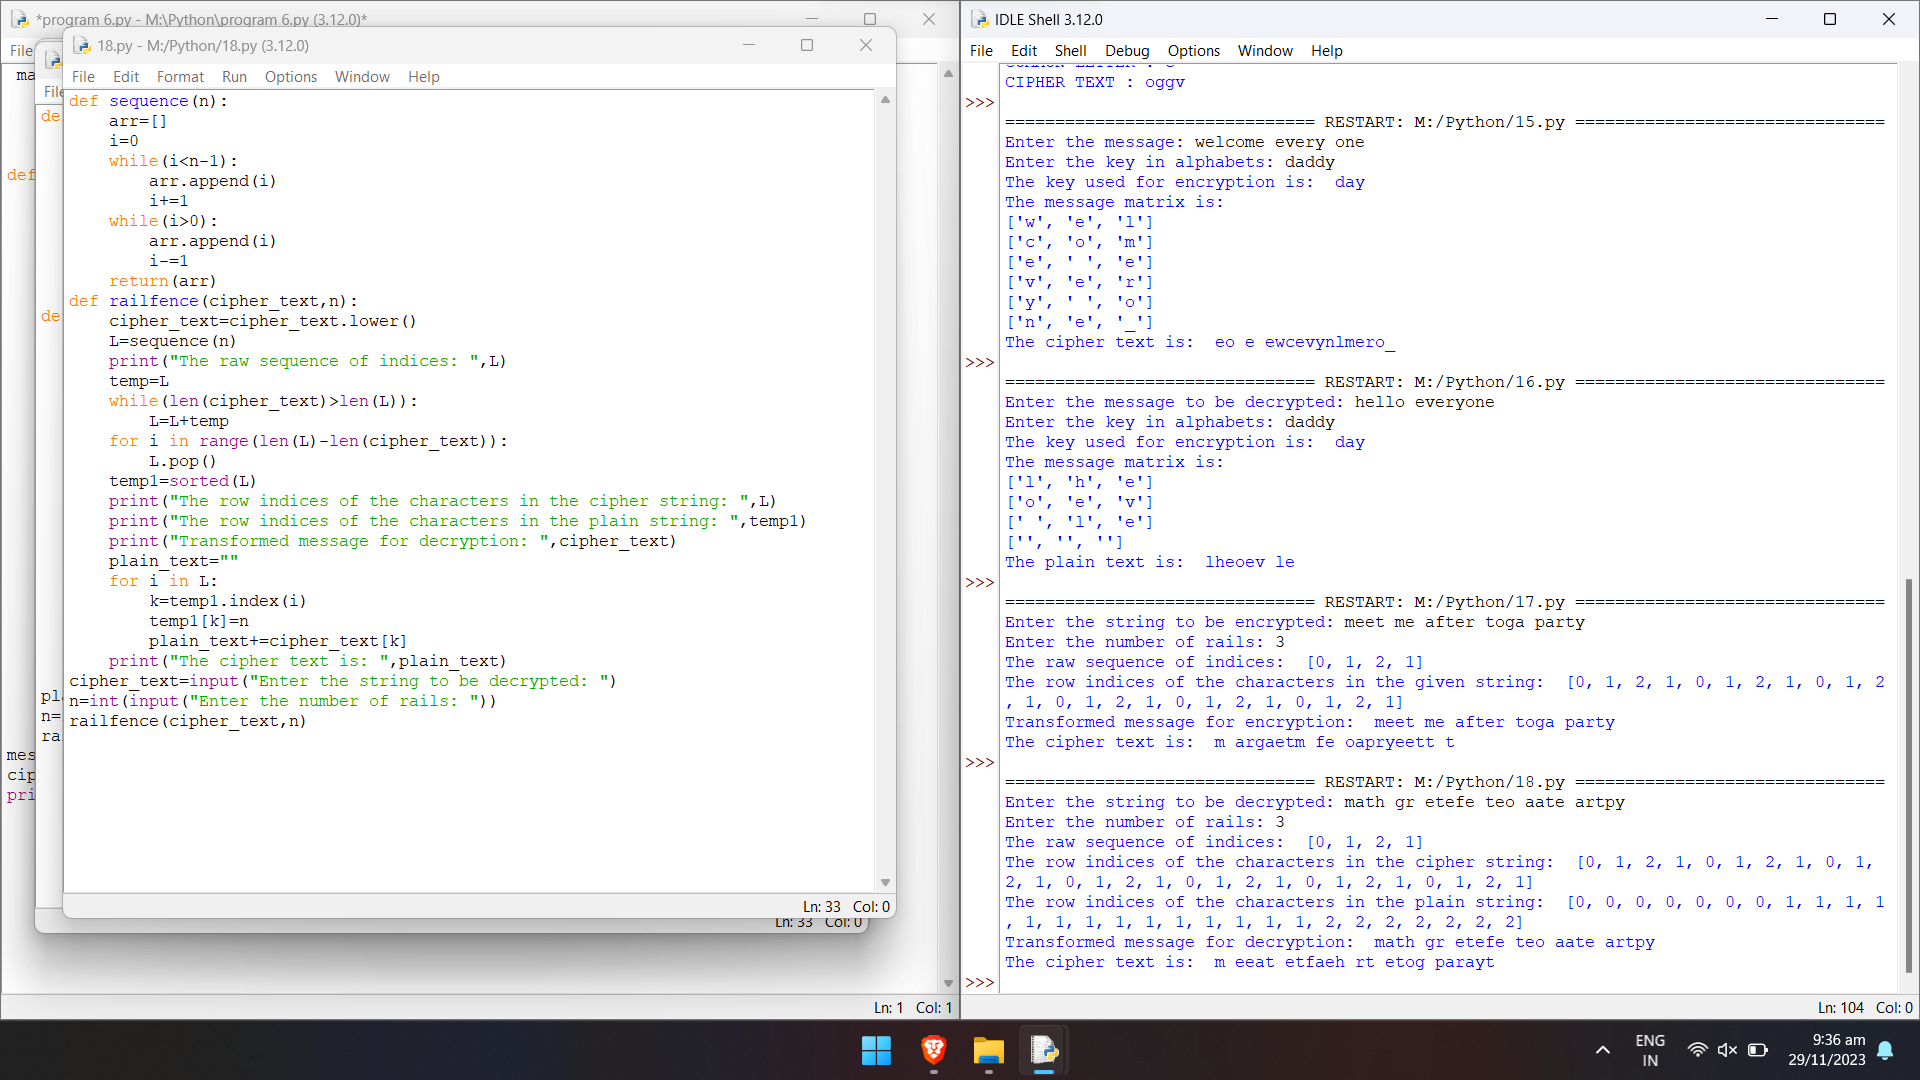 *program 6.py - M:\Python\program 6.py (3.12.0)*
File
ma
def
mes
cip
pri
Ln: 1 Col: 1
File
de
de
pl
n=
ra
Ln: 33 Col: 0
18.py - M:/Python/18.py (3.12.0)
File Edit Format Run Options Window Help
def sequence(n):
    arr=[]
    i=0
    while(i<n-1):
        arr.append(i)
        i+=1
    while(i>0):
        arr.append(i)
        i-=1
    return(arr)
def railfence(cipher_text,n):
    cipher_text=cipher_text.lower()
    L=sequence(n)
    print("The raw sequence of indices: ",L)
    temp=L
    while(len(cipher_text)>len(L)):
        L=L+temp
    for i in range(len(L)-len(cipher_text)):
        L.pop()
    temp1=sorted(L)
    print("The row indices of the characters in the cipher string: ",L)
    print("The row indices of the characters in the plain string: ",temp1)
    print("Transformed message for decryption: ",cipher_text)
    plain_text=""
    for i in L:
        k=temp1.index(i)
        temp1[k]=n
        plain_text+=cipher_text[k]
    print("The cipher text is: ",plain_text)
cipher_text=input("Enter the string to be decrypted: ")
n=int(input("Enter the number of rails: "))
railfence(cipher_text,n)
Ln: 33 Col: 0
IDLE Shell 3.12.0
File Edit Shell Debug Options Window Help
CIPHER TEXT : oggv
>>>
=============================== RESTART: M:/Python/15.py ===============================
Enter the message: welcome every one
Enter the key in alphabets: daddy
The key used for encryption is:  day
The message matrix is:
['w', 'e', 'l']
['c', 'o', 'm']
['e', ' ', 'e']
['v', 'e', 'r']
['y', ' ', 'o']
['n', 'e', '_']
The cipher text is:  eo e ewcevynlmero_
>>>
=============================== RESTART: M:/Python/16.py ===============================
Enter the message to be decrypted: hello everyone
Enter the key in alphabets: daddy
The key used for encryption is:  day
The message matrix is:
['l', 'h', 'e']
['o', 'e', 'v']
[' ', 'l', 'e']
['', '', '']
The plain text is:  lheoev le
>>>
=============================== RESTART: M:/Python/17.py ===============================
Enter the string to be encrypted: meet me after toga party
Enter the number of rails: 3
The raw sequence of indices:  [0, 1, 2, 1]
The row indices of the characters in the given string:  [0, 1, 2, 1, 0, 1, 2, 1, 0, 1, 2
, 1, 0, 1, 2, 1, 0, 1, 2, 1, 0, 1, 2, 1]
Transformed message for encryption:  meet me after toga party
The cipher text is:  m argaetm fe oapryeett t
>>>
=============================== RESTART: M:/Python/18.py ===============================
Enter the string to be decrypted: math gr etefe teo aate artpy
Enter the number of rails: 3
The raw sequence of indices:  [0, 1, 2, 1]
The row indices of the characters in the cipher string:  [0, 1, 2, 1, 0, 1, 2, 1, 0, 1,
2, 1, 0, 1, 2, 1, 0, 1, 2, 1, 0, 1, 2, 1, 0, 1, 2, 1]
The row indices of the characters in the plain string:  [0, 0, 0, 0, 0, 0, 0, 1, 1, 1, 1
, 1, 1, 1, 1, 1, 1, 1, 1, 1, 1, 2, 2, 2, 2, 2, 2, 2]
Transformed message for decryption:  math gr etefe teo aate artpy
The cipher text is:  m eeat etfaeh rt etog parayt
>>>
Ln: 104 Col: 0
ENG
IN
9:36 am
29/11/2023